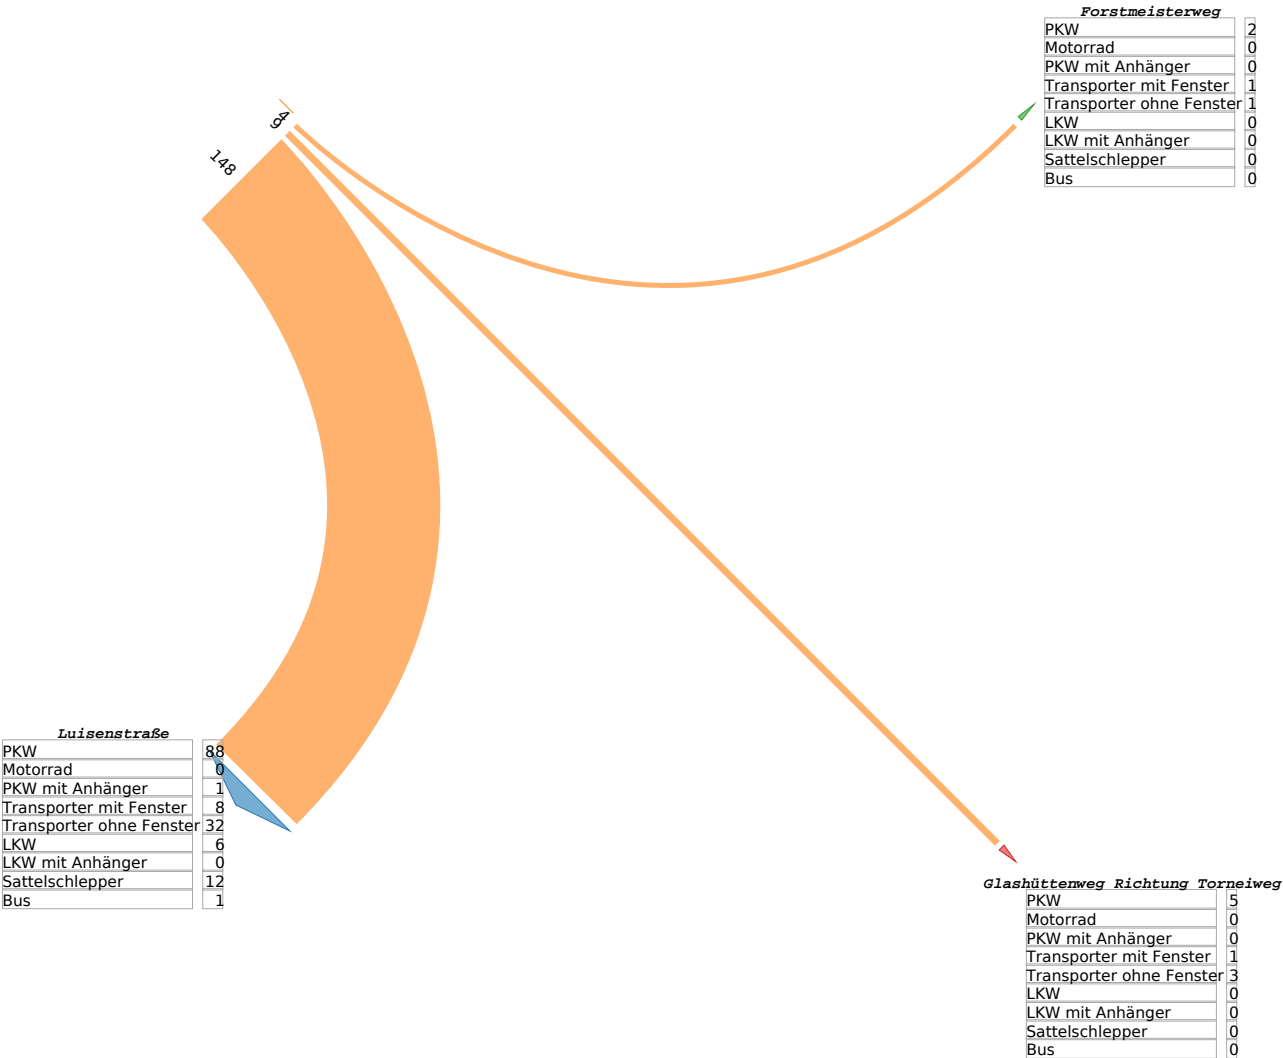 Forstmeisterweg
PKW 2
Motorrad 0
PKW mit Anhänger 0
Transporter mit Fenster 1
Transporter ohne Fenster 1
LKW 0
LKW mit Anhänger 0
Sattelschlepper 0
Bus 0
4
9
148
Luisenstraße
PKW 88
Motorrad 0
PKW mit Anhänger 1
Transporter mit Fenster 8
Transporter ohne Fenster 32
LKW 6
LKW mit Anhänger 0
Sattelschlepper 12
Bus 1
Glashüttenweg Richtung Torneiweg
PKW 5
Motorrad 0
PKW mit Anhänger 0
Transporter mit Fenster 1
Transporter ohne Fenster 3
LKW 0
LKW mit Anhänger 0
Sattelschlepper 0
Bus 0